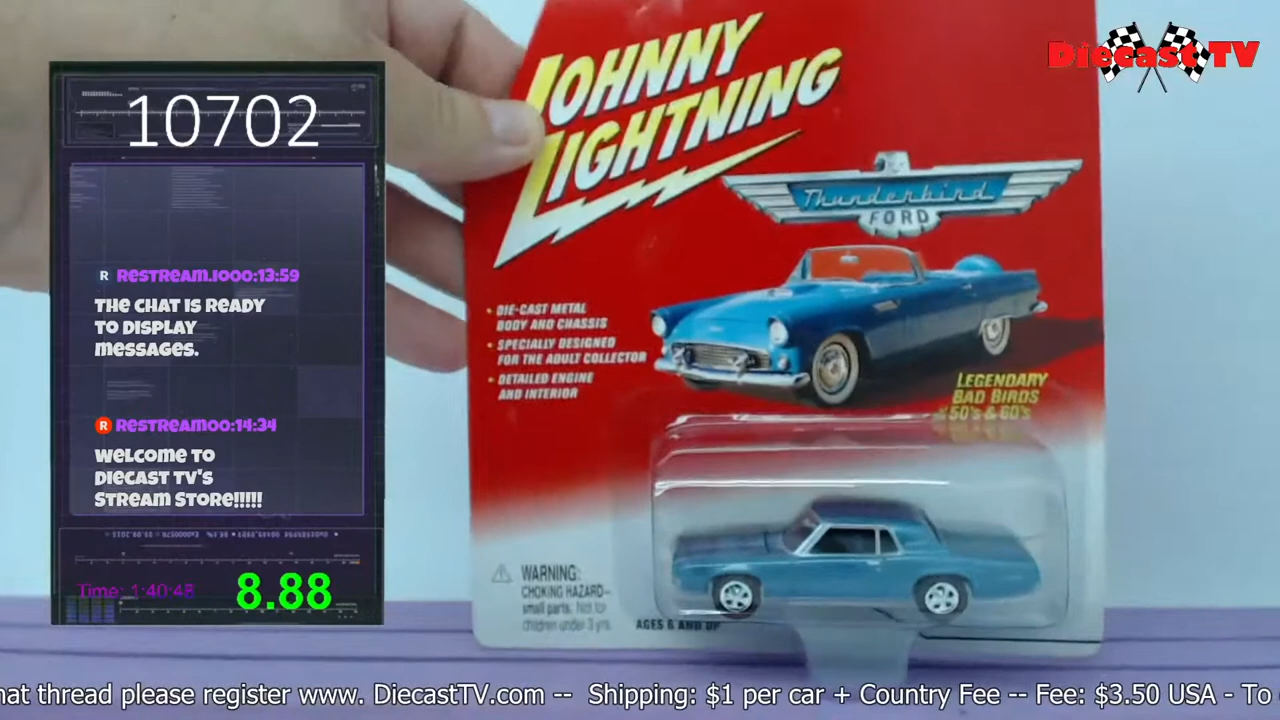 Diecast TV
10702
Restream.io00:13:59
THE CHAT IS READY
TO DISPLAY
MESSAGES.
Restream00:14:34
WELCOME TO
DIECAST TV'S
STREAM STORE!!!!!
Time: 1:40:48
8.88
JOHNNY
LIGHTNING
Thunderbird
FORD
• DIE-CAST METAL
BODY AND CHASSIS
• SPECIALLY DESIGNED
FOR THE ADULT COLLECTOR
• DETAILED ENGINE
AND INTERIOR
LEGENDARY
BAD BIRDS
50's & 60's
WARNING:
CHOKING HAZARD–
small parts. Not for
children under 3 yrs.
AGES 6 AND UP
hat thread please register www. DiecastTV.com -- Shipping: $1 per car + Country Fee -- Fee: $3.50 USA - To